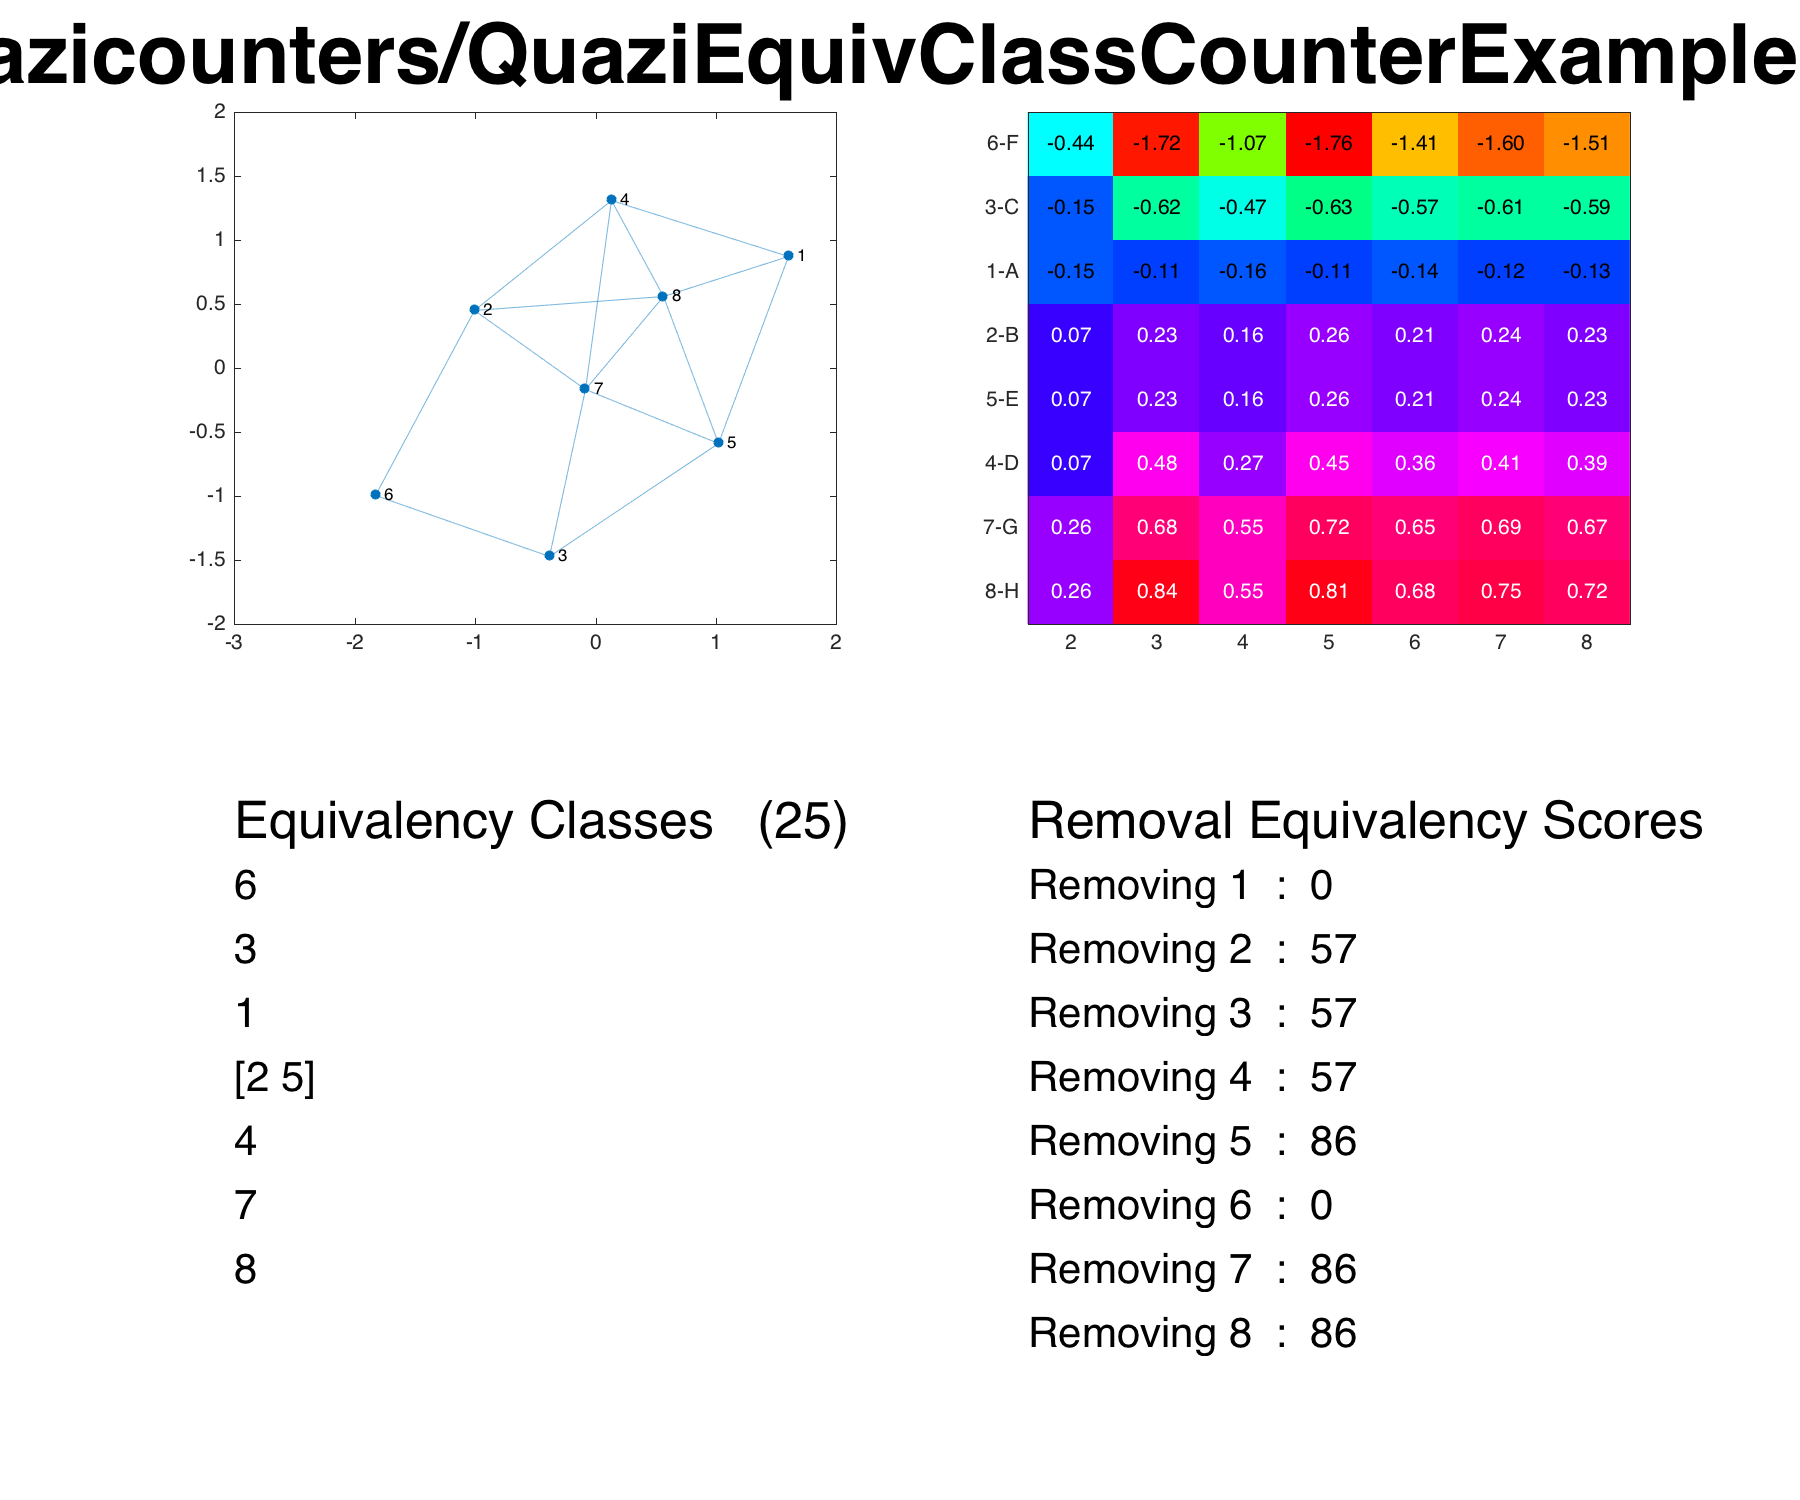 azicounters/QuaziEquivClassCounterExample
2
1.5
1
0.5
0
-0.5
-1
-1.5
-2
-3 -2 -1 0 1 2
4
1
8
2
7
5
6
3
6-F -0.44 -1.72 -1.07 -1.76 -1.41 -1.60 -1.51
3-C -0.15 -0.62 -0.47 -0.63 -0.57 -0.61 -0.59
1-A -0.15 -0.11 -0.16 -0.11 -0.14 -0.12 -0.13
2-B 0.07 0.23 0.16 0.26 0.21 0.24 0.23
5-E 0.07 0.23 0.16 0.26 0.21 0.24 0.23
4-D 0.07 0.48 0.27 0.45 0.36 0.41 0.39
7-G 0.26 0.68 0.55 0.72 0.65 0.69 0.67
8-H 0.26 0.84 0.55 0.81 0.68 0.75 0.72
2 3 4 5 6 7 8
Equivalency Classes (25)
6
3
1
[2 5]
4
7
8
Removal Equivalency Scores
Removing 1 : 0
Removing 2 : 57
Removing 3 : 57
Removing 4 : 57
Removing 5 : 86
Removing 6 : 0
Removing 7 : 86
Removing 8 : 86